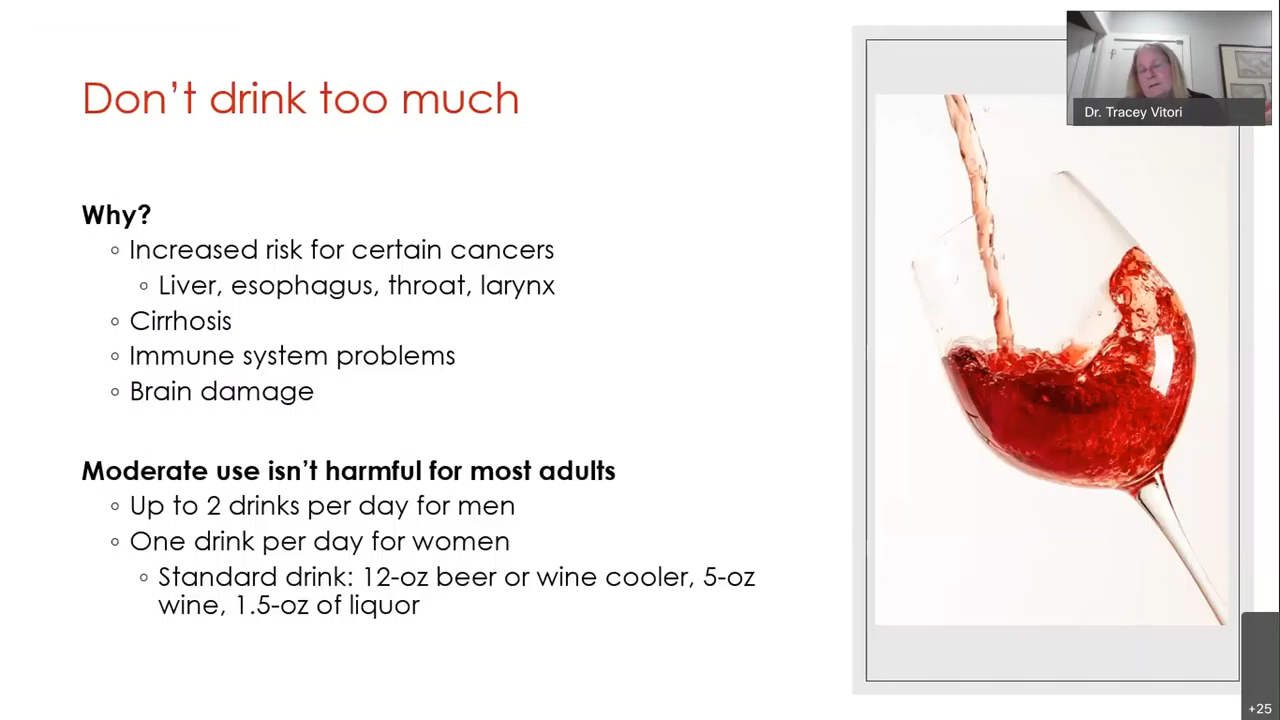 Don’t drink too much
Dr. Tracey Vitori
Why?
◦ Increased risk for certain cancers
◦ Liver, esophagus, throat, larynx
◦ Cirrhosis
◦ Immune system problems
◦ Brain damage
Moderate use isn’t harmful for most adults
◦ Up to 2 drinks per day for men
◦ One drink per day for women
◦ Standard drink: 12-oz beer or wine cooler, 5-oz
wine, 1.5-oz of liquor
+25